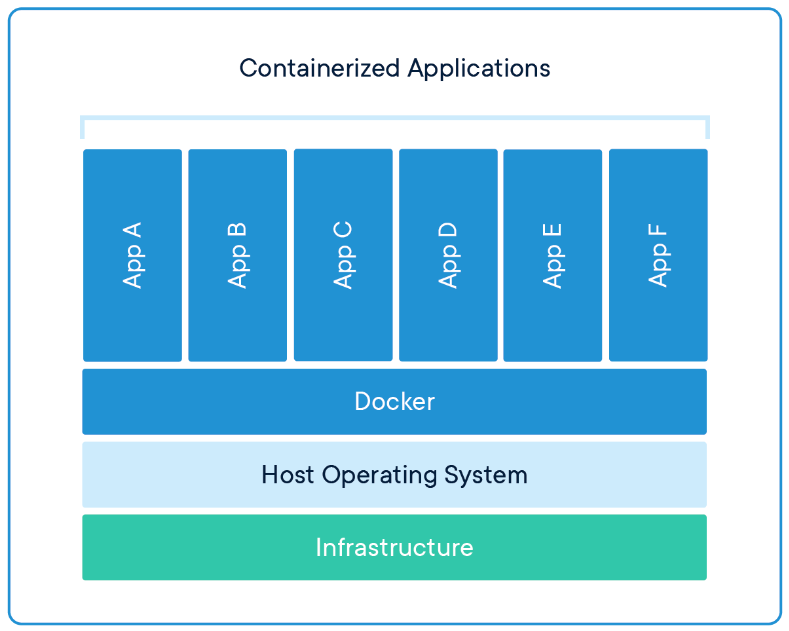 Containerized Applications
App A
App B
App C
App D
App E
App F
Docker
Host Operating System
Infrastructure